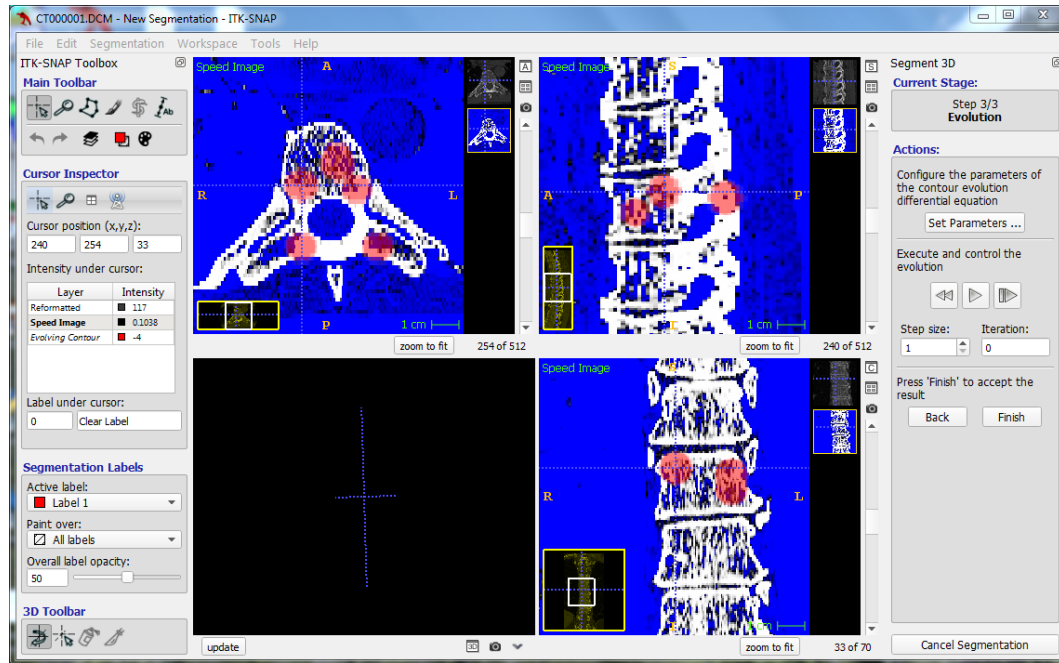 CT000001.DCM - New Segmentation - ITK-SNAP
File Edit Segmentation Workspace Tools Help
ITK-SNAP Toolbox
Main Toolbar
Ab
Cursor Inspector
Cursor position (x,y,z):
240 254 33
Intensity under cursor:
Layer Intensity
Reformatted 117
Speed Image 0.1038
Evolving Contour -4
Label under cursor:
0 Clear Label
Segmentation Labels
Active label:
Label 1
Paint over:
All labels
Overall label opacity:
50
3D Toolbar
Speed Image
A
R
L
P
1 cm
A
zoom to fit
254 of 512
Speed Image
S
A
P
1 cm
S
zoom to fit
240 of 512
update
3D
Speed Image
R
L
C
zoom to fit
33 of 70
Segment 3D
Current Stage:
Step 3/3
Evolution
Actions:
Configure the parameters of
the contour evolution
differential equation
Set Parameters ...
Execute and control the
evolution
Step size: Iteration:
1 0
Press 'Finish' to accept the
result
Back Finish
Cancel Segmentation